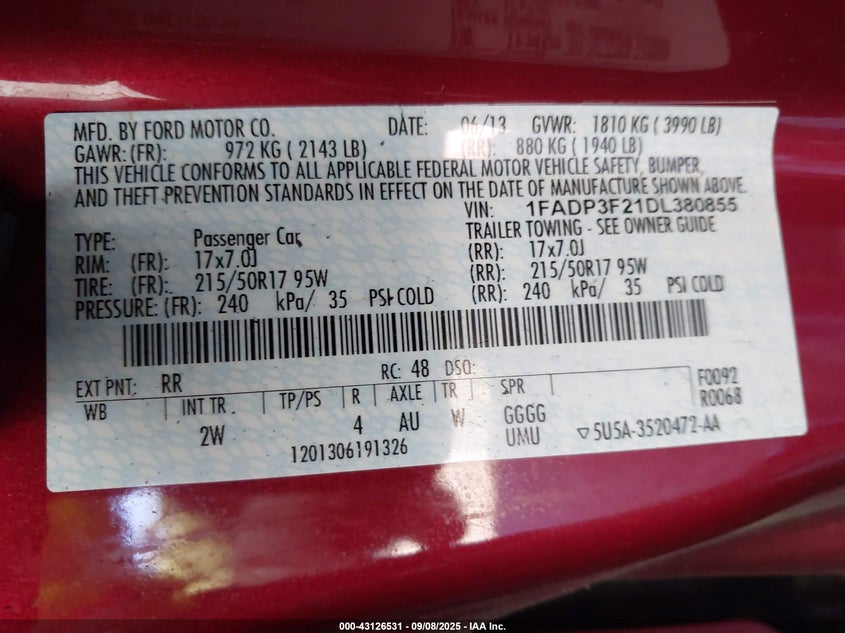 MFD. BY FORD MOTOR CO. DATE: 06/13 GVWR: 1810 KG ( 3990 LB)
GAWR: (FR): 972 KG ( 2143 LB) (RR): 880 KG ( 1940 LB)
THIS VEHICLE CONFORMS TO ALL APPLICABLE FEDERAL MOTOR VEHICLE SAFETY, BUMPER,
AND THEFT PREVENTION STANDARDS IN EFFECT ON THE DATE OF MANUFACTURE SHOWN ABOVE.
VIN: 1FADP3F21DL380855
TYPE: Passenger Car TRAILER TOWING - SEE OWNER GUIDE
RIM: (FR): 17x7.0J (RR): 17x7.0J
TIRE: (FR): 215/50R17 95W (RR): 215/50R17 95W
PRESSURE: (FR): 240 kPa/ 35 PSI COLD (RR): 240 kPa/ 35 PSI COLD
EXT PNT: RR RC: 48 DSO: F0092
WB INT TR TP/PS R AXLE TR SPR R0068
2W 4 AU W GGGG
UMU ▽5U5A-3520472-AA
1201306191326
000-43126531 - 09/08/2025 - IAA Inc.